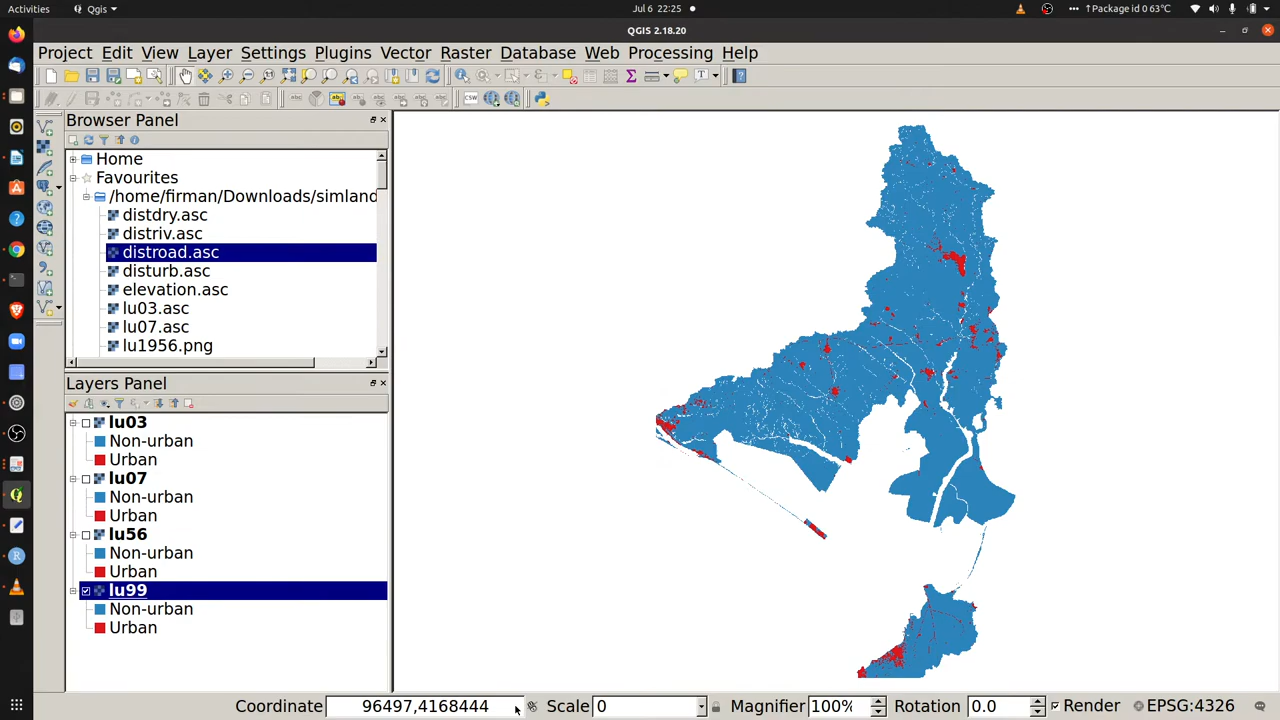 Activities Qgis Jul 6 22:25 ↑Package id 0 63°C
QGIS 2.18.20
Project Edit View Layer Settings Plugins Vector Raster Database Web Processing Help
Browser Panel
Home
Favourites
/home/firman/Downloads/simland
distdry.asc
distriv.asc
distroad.asc
disturb.asc
elevation.asc
lu03.asc
lu07.asc
lu1956.png
Layers Panel
lu03
Non-urban
Urban
lu07
Non-urban
Urban
lu56
Non-urban
Urban
lu99
Non-urban
Urban
Coordinate 96497,4168444 Scale 0 Magnifier 100% Rotation 0.0 Render EPSG:4326